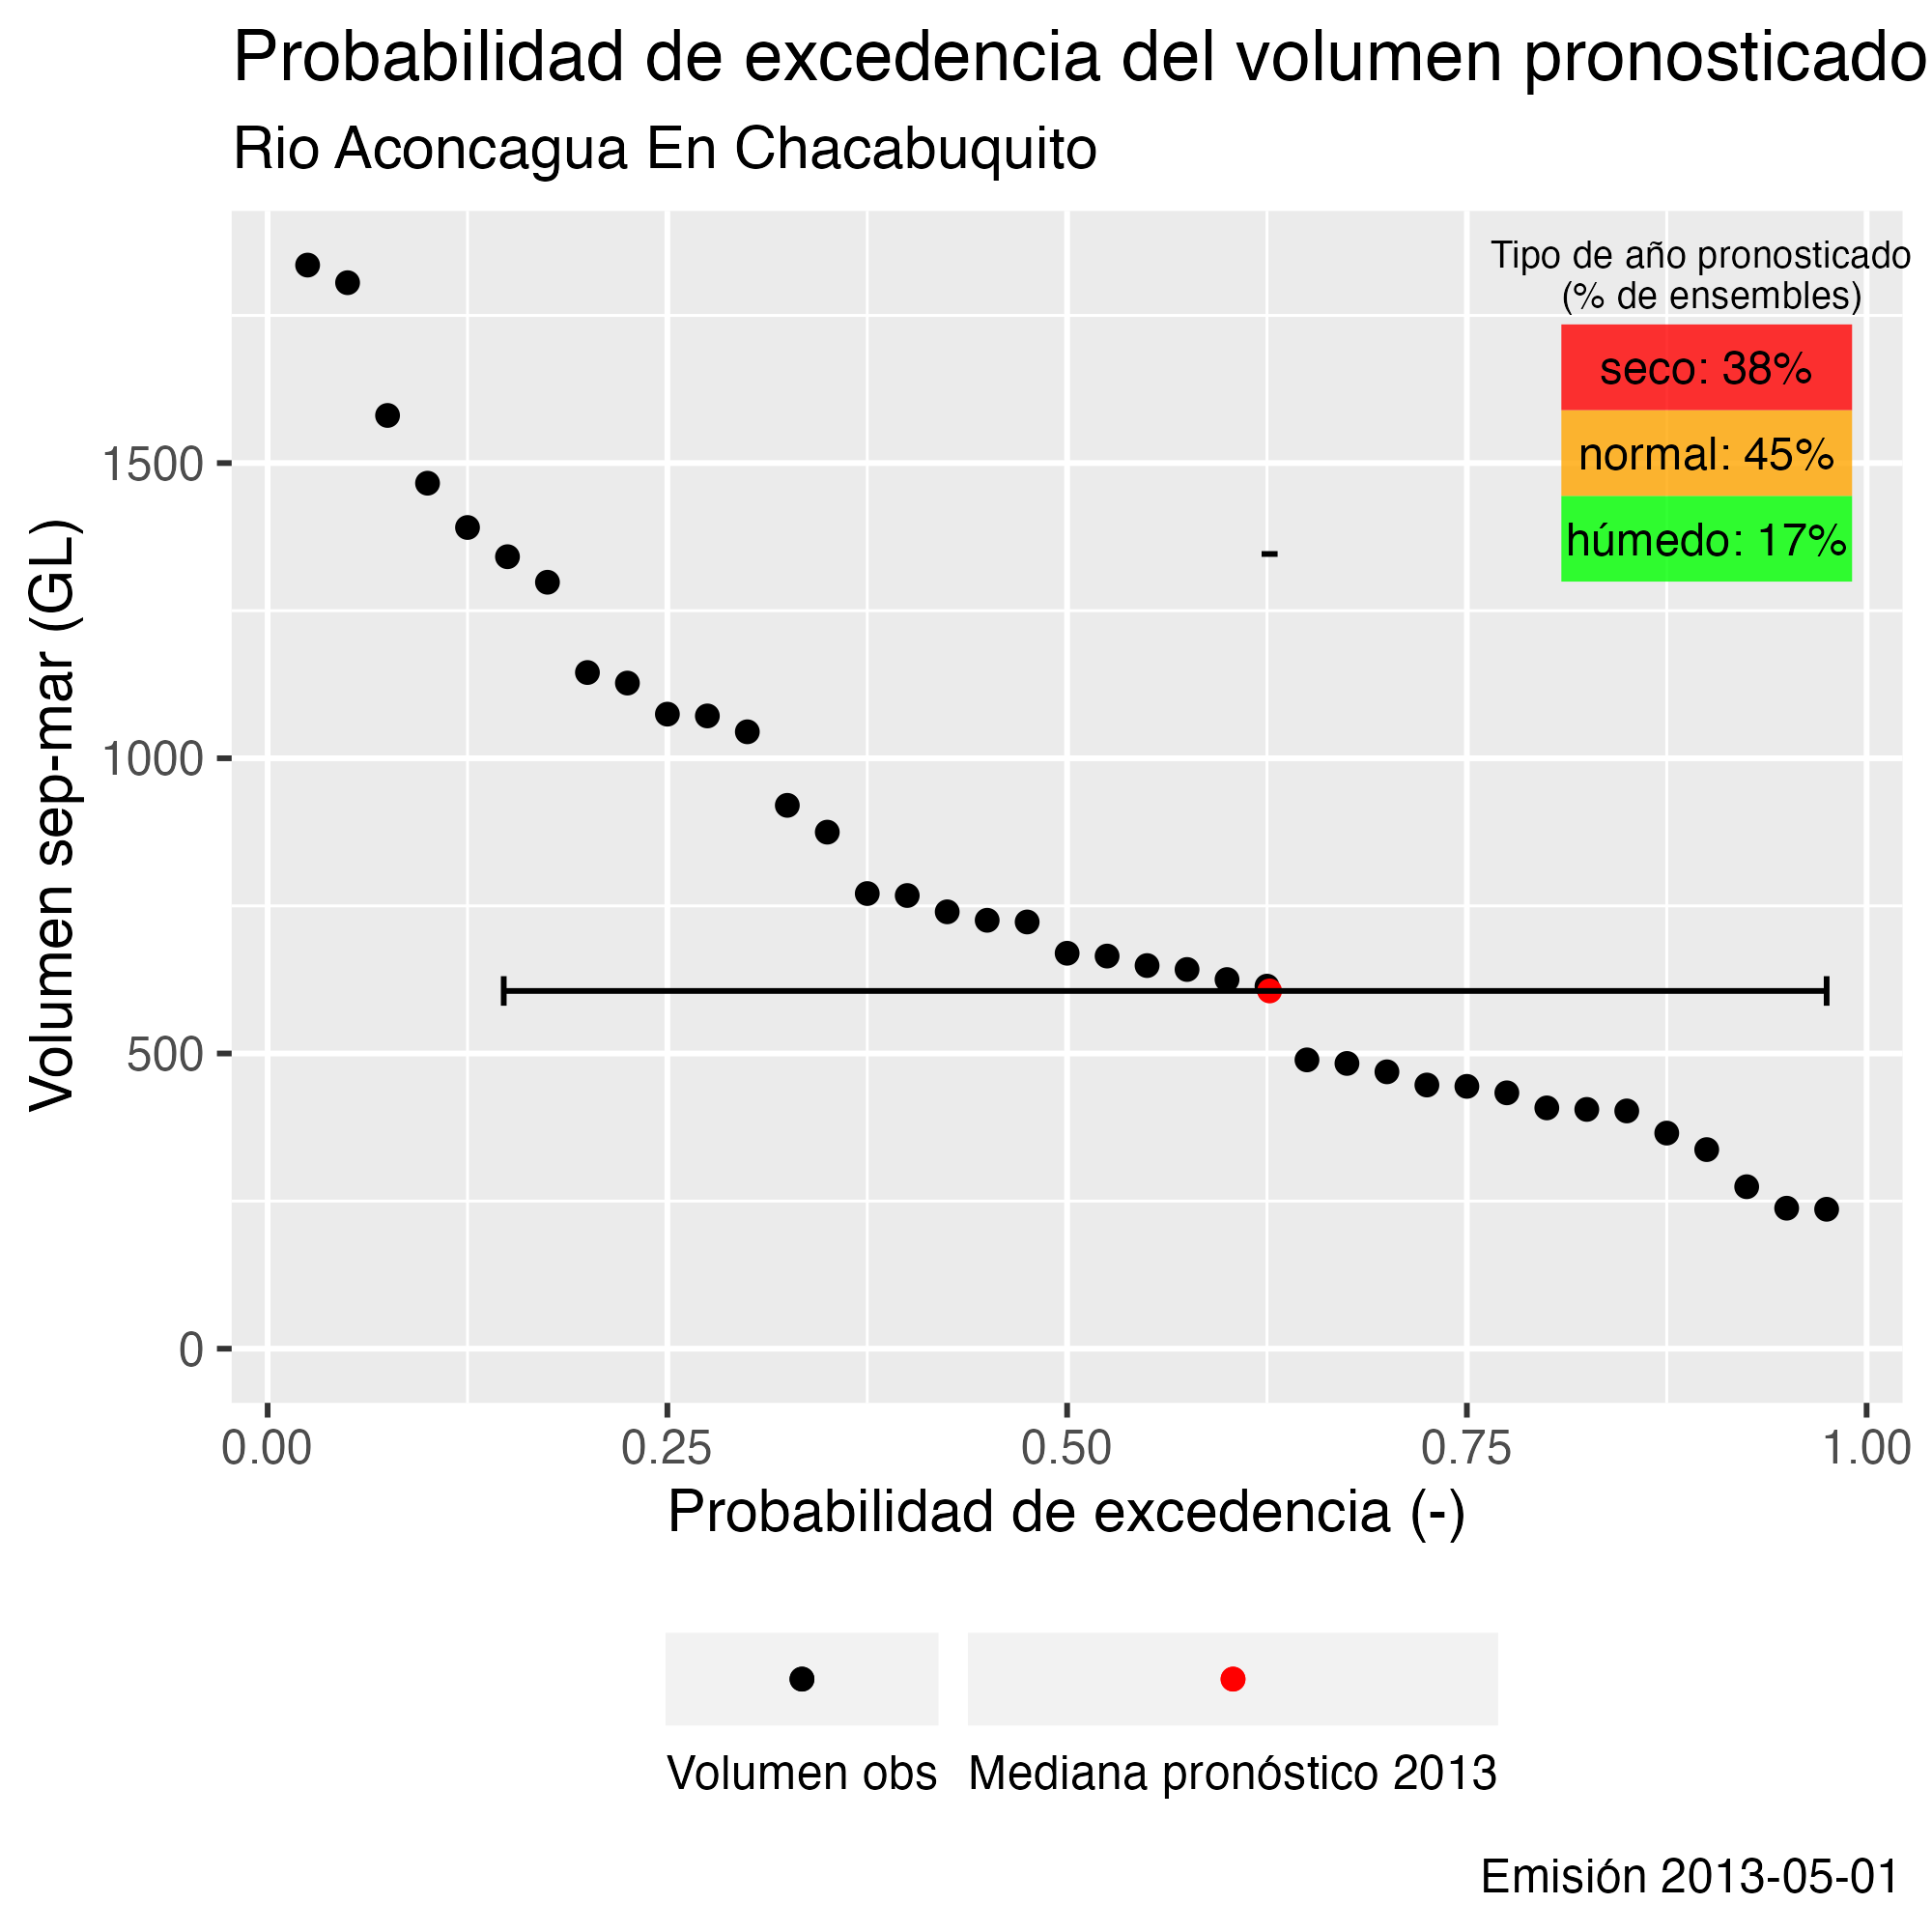 Probabilidad de excedencia del volumen pronosticado
Rio Aconcagua En Chacabuquito
Tipo de año pronosticado
(% de ensembles)
seco: 38%
normal: 45%
húmedo: 17%
Volumen sep-mar (GL)
1500
1000
500
0
0.00 0.25 0.50 0.75 1.00
Probabilidad de excedencia (-)
Volumen obs Mediana pronóstico 2013
Emisión 2013-05-01